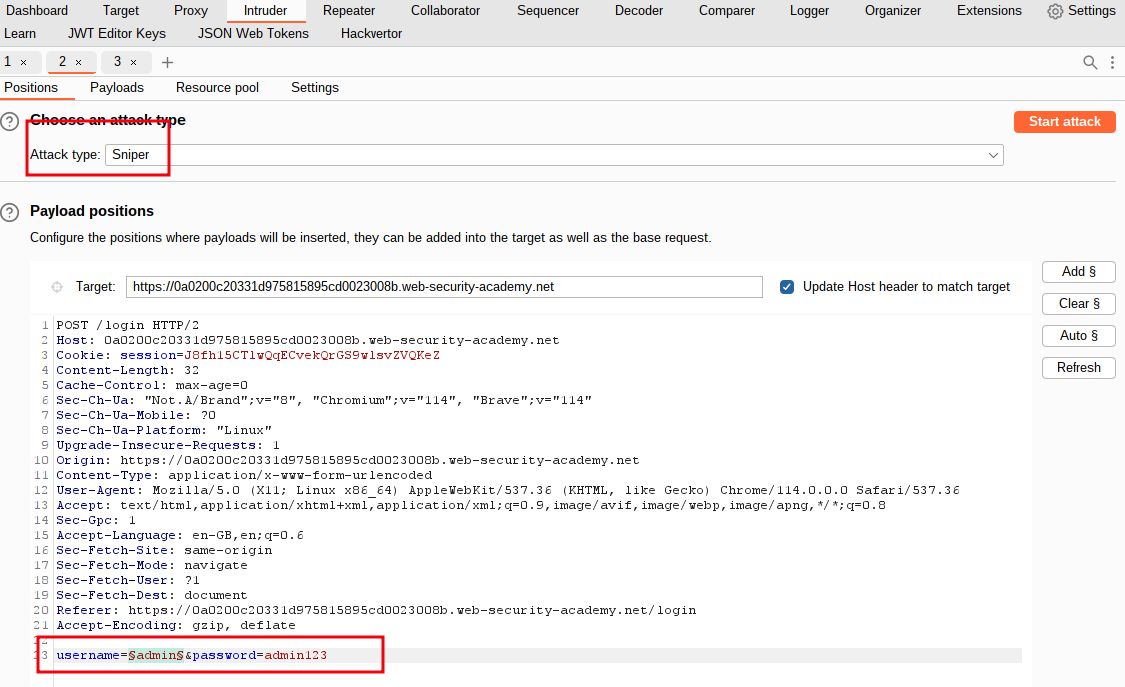 Dashboard Target Proxy Intruder Repeater Collaborator Sequencer Decoder Comparer Logger Organizer Extensions Settings
Learn JWT Editor Keys JSON Web Tokens Hackvertor
1 × 2 × 3 × +
Positions Payloads Resource pool Settings
? Choose an attack type Start attack
Attack type: Sniper
? Payload positions
Configure the positions where payloads will be inserted, they can be added into the target as well as the base request.
Target: https://0a0200c20331d975815895cd0023008b.web-security-academy.net Update Host header to match target Add §
Clear §
Auto §
Refresh
1 POST /login HTTP/2
2 Host: 0a0200c20331d975815895cd0023008b.web-security-academy.net
3 Cookie: session=J8fh15CTlwQqECvekQrGS9wlsvZVQKeZ
4 Content-Length: 32
5 Cache-Control: max-age=0
6 Sec-Ch-Ua: "Not.A/Brand";v="8", "Chromium";v="114", "Brave";v="114"
7 Sec-Ch-Ua-Mobile: ?0
8 Sec-Ch-Ua-Platform: "Linux"
9 Upgrade-Insecure-Requests: 1
10 Origin: https://0a0200c20331d975815895cd0023008b.web-security-academy.net
11 Content-Type: application/x-www-form-urlencoded
12 User-Agent: Mozilla/5.0 (X11; Linux x86_64) AppleWebKit/537.36 (KHTML, like Gecko) Chrome/114.0.0.0 Safari/537.36
13 Accept: text/html,application/xhtml+xml,application/xml;q=0.9,image/avif,image/webp,image/apng,*/*;q=0.8
14 Sec-Gpc: 1
15 Accept-Language: en-GB,en;q=0.6
16 Sec-Fetch-Site: same-origin
17 Sec-Fetch-Mode: navigate
18 Sec-Fetch-User: ?1
19 Sec-Fetch-Dest: document
20 Referer: https://0a0200c20331d975815895cd0023008b.web-security-academy.net/login
21 Accept-Encoding: gzip, deflate
22
23 username=§admin§&password=admin123